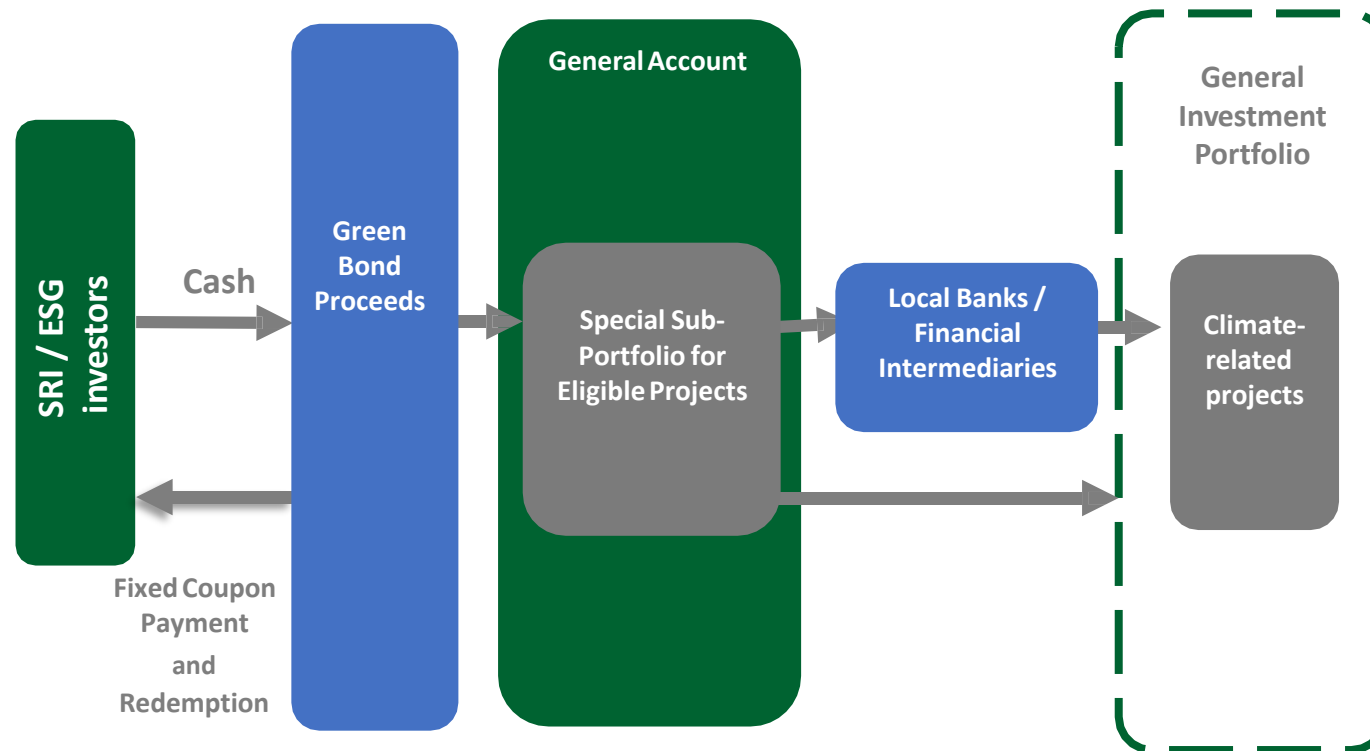 SRI / ESG
investors
Cash
Fixed Coupon
Payment
and
Redemption
Green
Bond
Proceeds
General Account
Special Sub-
Portfolio for
Eligible Projects
Local Banks /
Financial
Intermediaries
General
Investment
Portfolio
Climate-
related
projects